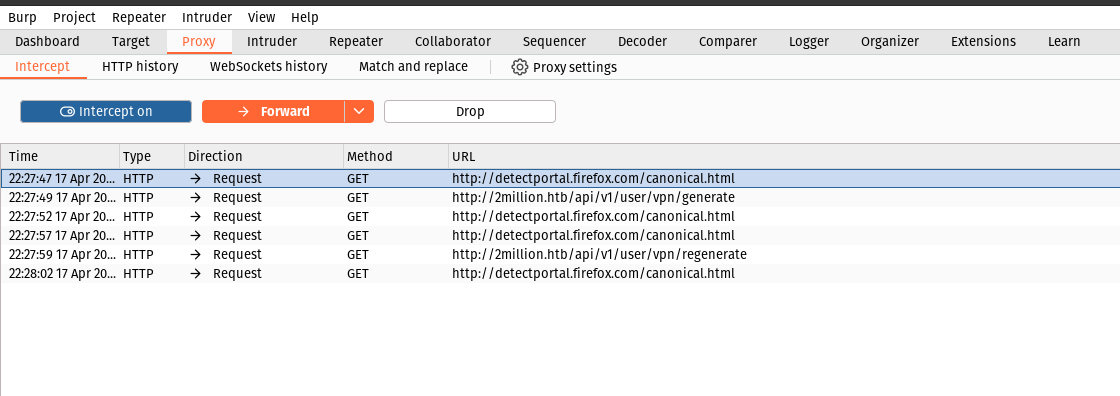 Burp Project Repeater Intruder View Help
Dashboard Target Proxy Intruder Repeater Collaborator Sequencer Decoder Comparer Logger Organizer Extensions Learn
Intercept HTTP history WebSockets history Match and replace Proxy settings
Intercept on Forward Drop
Time Type Direction Method URL
22:27:47 17 Apr 20... HTTP → Request GET http://detectportal.firefox.com/canonical.html
22:27:49 17 Apr 20... HTTP → Request GET http://2million.htb/api/v1/user/vpn/generate
22:27:52 17 Apr 20... HTTP → Request GET http://detectportal.firefox.com/canonical.html
22:27:57 17 Apr 20... HTTP → Request GET http://detectportal.firefox.com/canonical.html
22:27:59 17 Apr 20... HTTP → Request GET http://2million.htb/api/v1/user/vpn/regenerate
22:28:02 17 Apr 20... HTTP → Request GET http://detectportal.firefox.com/canonical.html